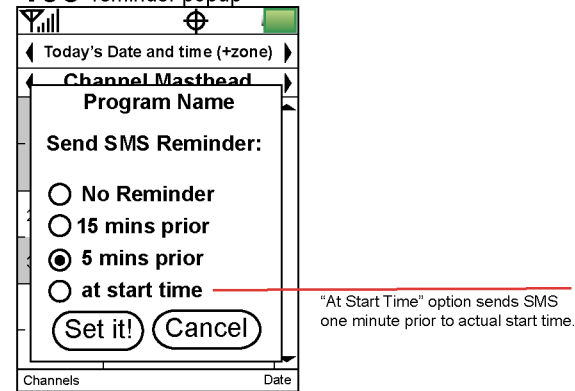 reminder popup
Today's Date and time (+zone)
Channel Masthead
Program Name
Send SMS Reminder:
No Reminder
15 mins prior
5 mins prior
at start time
"At Start Time" option sends SMS
one minute prior to actual start time.
Set it! Cancel
Channels Date